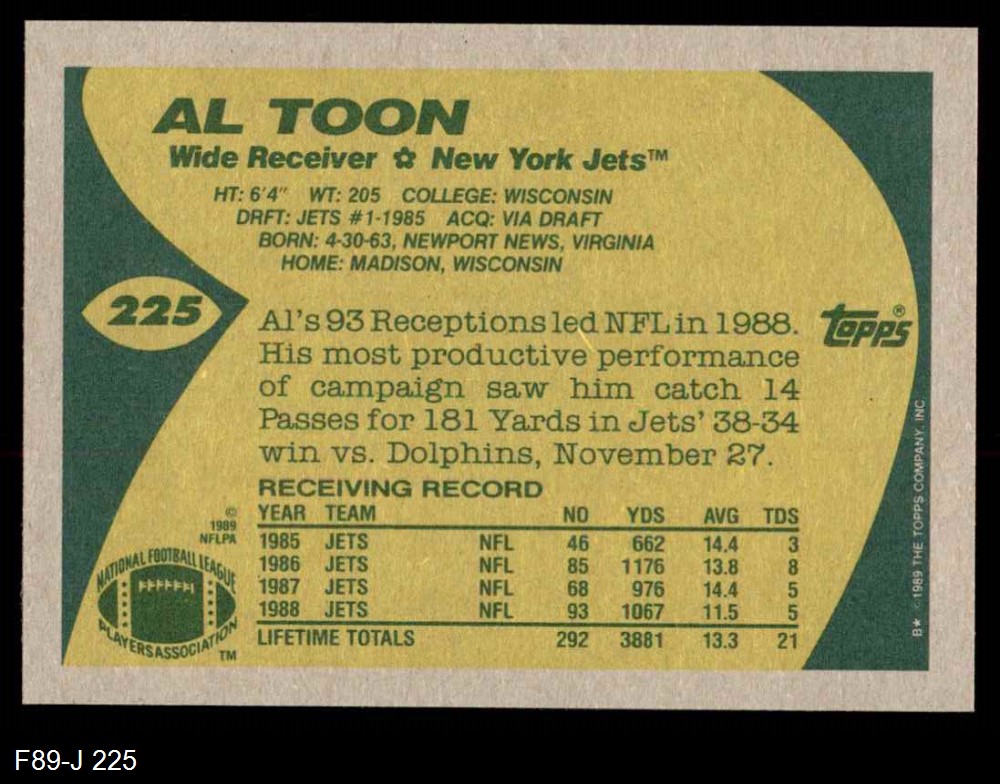 AL TOON
Wide Receiver ✿ New York Jets™
HT: 6'4" WT: 205 COLLEGE: WISCONSIN
DRFT: JETS #1-1985 ACQ: VIA DRAFT
BORN: 4-30-63, NEWPORT NEWS, VIRGINIA
HOME: MADISON, WISCONSIN
225
Al's 93 Receptions led NFL in 1988.
His most productive performance
of campaign saw him catch 14
Passes for 181 Yards in Jets' 38-34
win vs. Dolphins, November 27.
topps®
RECEIVING RECORD
YEAR TEAM NO YDS AVG TDS
1985 JETS NFL 46 662 14.4 3
1986 JETS NFL 85 1176 13.8 8
1987 JETS NFL 68 976 14.4 5
1988 JETS NFL 93 1067 11.5 5
LIFETIME TOTALS 292 3881 13.3 21
©
1989
NFLPA
NATIONAL FOOTBALL LEAGUE
PLAYERS ASSOCIATION
TM
B* ©1989 THE TOPPS COMPANY, INC.
F89-J 225